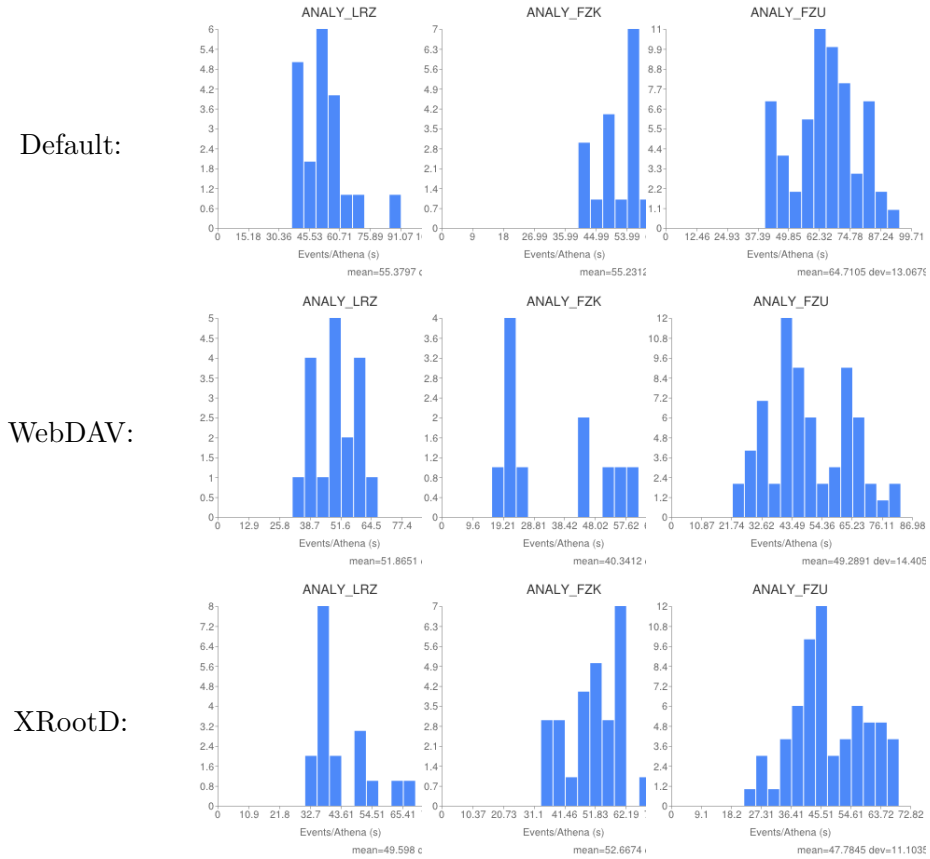 Default:
ANALY_LRZ
6
5.4
4.8
4.2
3.6
3
2.4
1.8
1.2
0.6
0
0 15.18 30.36 45.53 60.71 75.89 91.07
Events/Athena (s)
mean=55.3797
ANALY_FZK
7
6.3
5.6
4.9
4.2
3.5
2.8
2.1
1.4
0.7
0
0 9 18 26.99 35.99 44.99 53.99
Events/Athena (s)
mean=55.2312
ANALY_FZU
11
9.9
8.8
7.7
6.6
5.5
4.4
3.3
2.2
1.1
0
0 12.46 24.93 37.39 49.85 62.32 74.78 87.24 99.71
Events/Athena (s)
mean=64.7105 dev=13.0679
WebDAV:
ANALY_LRZ
5
4.5
4
3.5
3
2.5
2
1.5
1
0.5
0
0 12.9 25.8 38.7 51.6 64.5 77.4
Events/Athena (s)
mean=51.8651
ANALY_FZK
4
3.6
3.2
2.8
2.4
2
1.6
1.2
0.8
0.4
0
0 9.6 19.21 28.81 38.42 48.02 57.62
Events/Athena (s)
mean=40.3412
ANALY_FZU
12
10.8
9.6
8.4
7.2
6
4.8
3.6
2.4
1.2
0
0 10.87 21.74 32.62 43.49 54.36 65.23 76.11 86.98
Events/Athena (s)
mean=49.2891 dev=14.405
XRootD:
ANALY_LRZ
8
7.2
6.4
5.6
4.8
4
3.2
2.4
1.6
0.8
0
0 10.9 21.8 32.7 43.61 54.51 65.41
Events/Athena (s)
mean=49.598
ANALY_FZK
7
6.3
5.6
4.9
4.2
3.5
2.8
2.1
1.4
0.7
0
0 10.37 20.73 31.1 41.46 51.83 62.19
Events/Athena (s)
mean=52.6674
ANALY_FZU
12
10.8
9.6
8.4
7.2
6
4.8
3.6
2.4
1.2
0
0 9.1 18.2 27.31 36.41 45.51 54.61 63.72 72.82
Events/Athena (s)
mean=47.7845 dev=11.1035